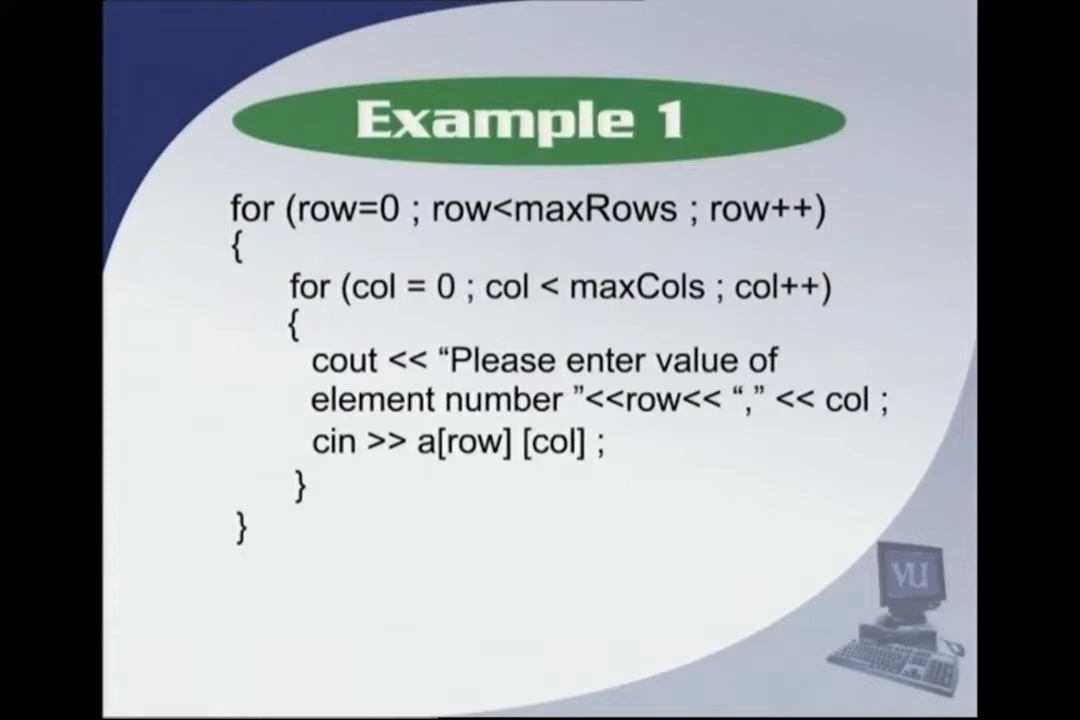 Example 1
for (row=0 ; row<maxRows ; row++)
{
for (col = 0 ; col < maxCols ; col++)
{
cout << “Please enter value of
element number ”<<row<< “,” << col ;
cin >> a[row] [col] ;
}
}
VU